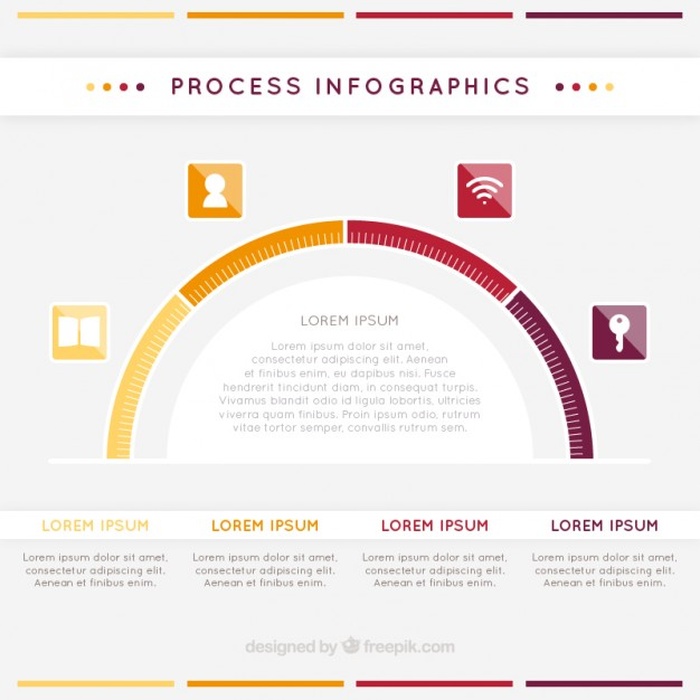 PROCESS INFOGRAPHICS
LOREM IPSUM
Lorem ipsum dolor sit amet,
consectetur adipiscing elit. Aenean
et finibus enim, eu dapibus nisi. Fusce
hendrerit tincidunt diam, in consequat turpis.
Vivamus blandit odio id aliquam varius. Sed
viverra quam finibus. Proin quam, rutrum
vitae tortor semper, convallis rutrum sem.
LOREM IPSUM
Lorem ipsum dolor sit amet,
consectetur adipiscing elit.
Aenean et finibus enim.
LOREM IPSUM
Lorem ipsum dolor sit amet,
consectetur adipiscing elit.
Aenean et finibus enim.
LOREM IPSUM
Lorem ipsum dolor sit amet,
consectetur adipiscing elit.
Aenean et finibus enim.
LOREM IPSUM
Lorem ipsum dolor sit amet,
consectetur adipiscing elit.
Aenean et finibus enim.
designed by freepik.com